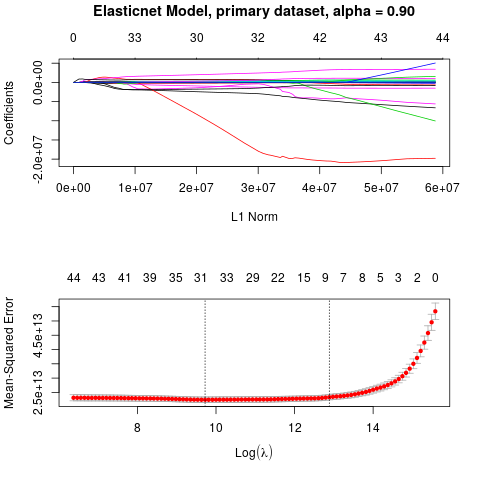 Elasticnet Model, primary dataset, alpha = 0.90
0 33 30 32 42 43 44
Coefficients
-2.0e+07 0.0e+00
0e+00 1e+07 2e+07 3e+07 4e+07 5e+07 6e+07
L1 Norm
44 43 41 39 35 31 33 29 22 15 9 7 8 5 3 2 0
Mean-Squared Error
2.5e+13 4.5e+13
8 10 12 14
Log(λ)